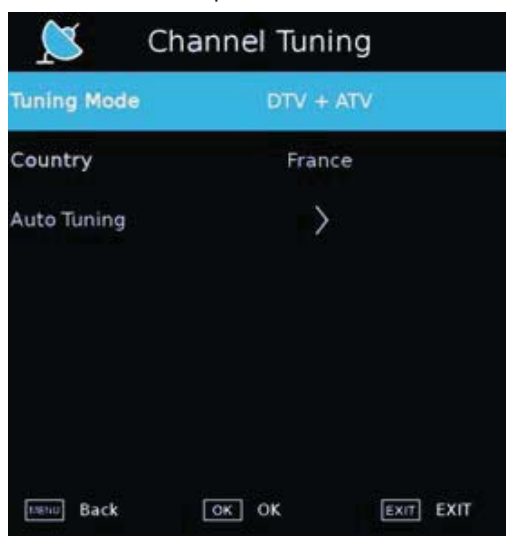 Channel Tuning
Tuning Mode DTV + ATV
Country France
Auto Tuning
MENU Back OK OK EXIT EXIT